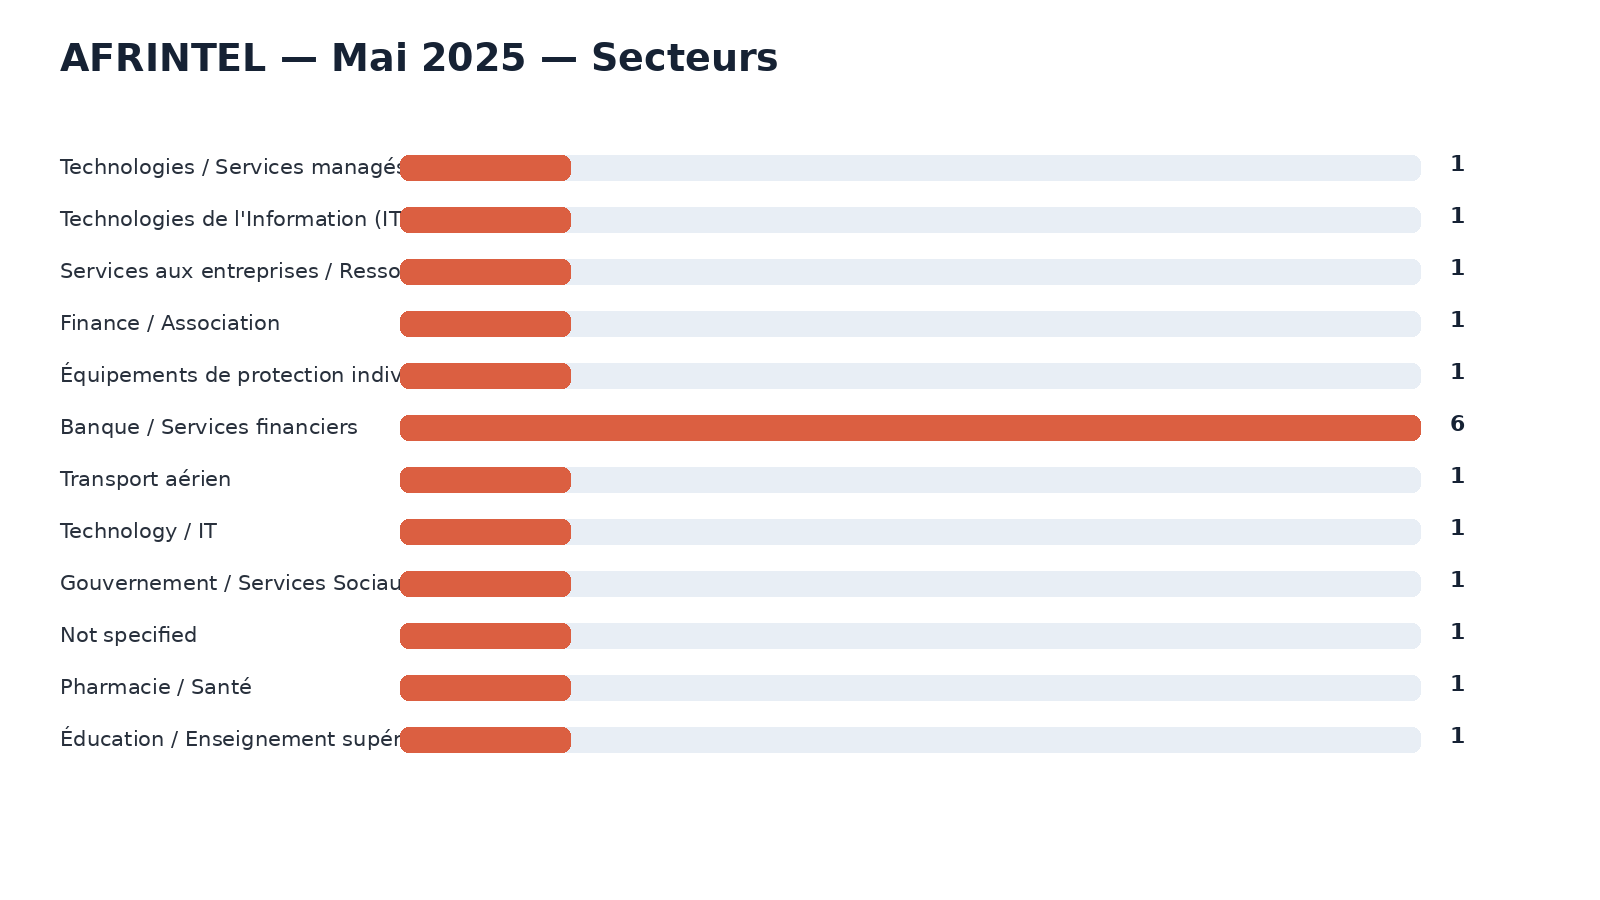 AFRINTEL — Mai 2025 — Secteurs
Technologies / Services managés 1
Technologies de l'Information (IT 1
Services aux entreprises / Resso 1
Finance / Association 1
Équipements de protection indiv 1
Banque / Services financiers 6
Transport aérien 1
Technology / IT 1
Gouvernement / Services Sociau 1
Not specified 1
Pharmacie / Santé 1
Éducation / Enseignement supér 1